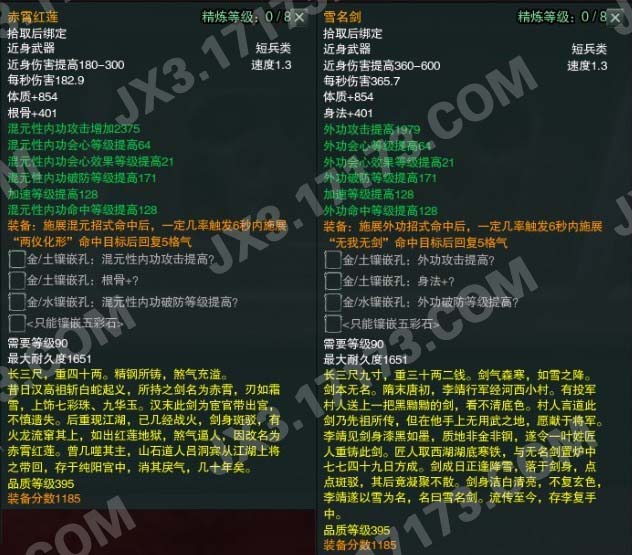 赤霄红莲
精炼等级：0 / 8
拾取后绑定
近身武器
短兵类
近身伤害提高180-300
速度1.3
每秒伤害182.9
体质+854
根骨+401
混元性内功攻击增加2375
混元性内功会心等级提高64
混元性内功会心效果等级提高21
混元性内功破防等级提高171
加速等级提高128
混元性内功命中等级提高128
装备：施展混元招式命中后，一定几率触发6秒内施展
“两仪化形”命中目标后回复5格气
金/土镶嵌孔：混元性内功攻击提高?
金/土镶嵌孔：根骨+?
金/水镶嵌孔：混元性内功破防等级提高?
<只能镶嵌五彩石>
需要等级90
最大耐久度1651
长三尺，重四十两。精钢所铸，煞气充溢。
昔日汉高祖斩白蛇起义，所持之剑名为赤霄，刃如霜
雪，上饰七彩珠、九华玉。汉末此剑为宦官带出宫，
不慎遗失。后重现江湖，已几经战火，剑身斑驳，有
火龙流窜其上，如出红莲地狱，煞气逼人，因改名为
赤霄红莲。曾几噬其主，山石道人吕洞宾从江湖上将
之带回，存于纯阳宫中，消其戾气，几十年矣。
品质等级395
装备分数1185
雪名剑
精炼等级：0 / 8
拾取后绑定
近身武器
短兵类
近身伤害提高360-600
速度1.3
每秒伤害365.7
体质+854
身法+401
外功攻击提高1979
外功会心等级提高64
外功会心效果等级提高21
外功破防等级提高171
加速等级提高128
外功命中等级提高128
装备：施展外功招式命中后，一定几率触发6秒内施展
“无我无剑”命中目标后回复5格气
金/土镶嵌孔：外功攻击提高?
金/土镶嵌孔：身法+?
金/水镶嵌孔：外功破防等级提高?
<只能镶嵌五彩石>
需要等级90
最大耐久度1651
长三尺九寸，重三十二两二钱。剑气森寒，如雪之降。
剑本无名。隋末唐初，李靖行军经河西小村。有投军
村人送上一把黑黝黝的剑，看不清底色。村人言道此
剑乃先祖所传，但在他手上无用武之地，愿献于将军。
李靖见剑身漆黑如墨，质地非金非铜，遂令一叶姓匠
人重铸此剑。匠人取西湖湖底寒铁，与无名剑置炉中
七七四十九日方成。剑成日正逢降雪，落于剑身，点
点斑驳，其后竟凝聚不散。剑身洁白清亮，不复玄色，
李靖遂以雪为名，名曰雪名剑。流传至今，存李复手
中。
品质等级395
装备分数1185
JX3.17173.COM